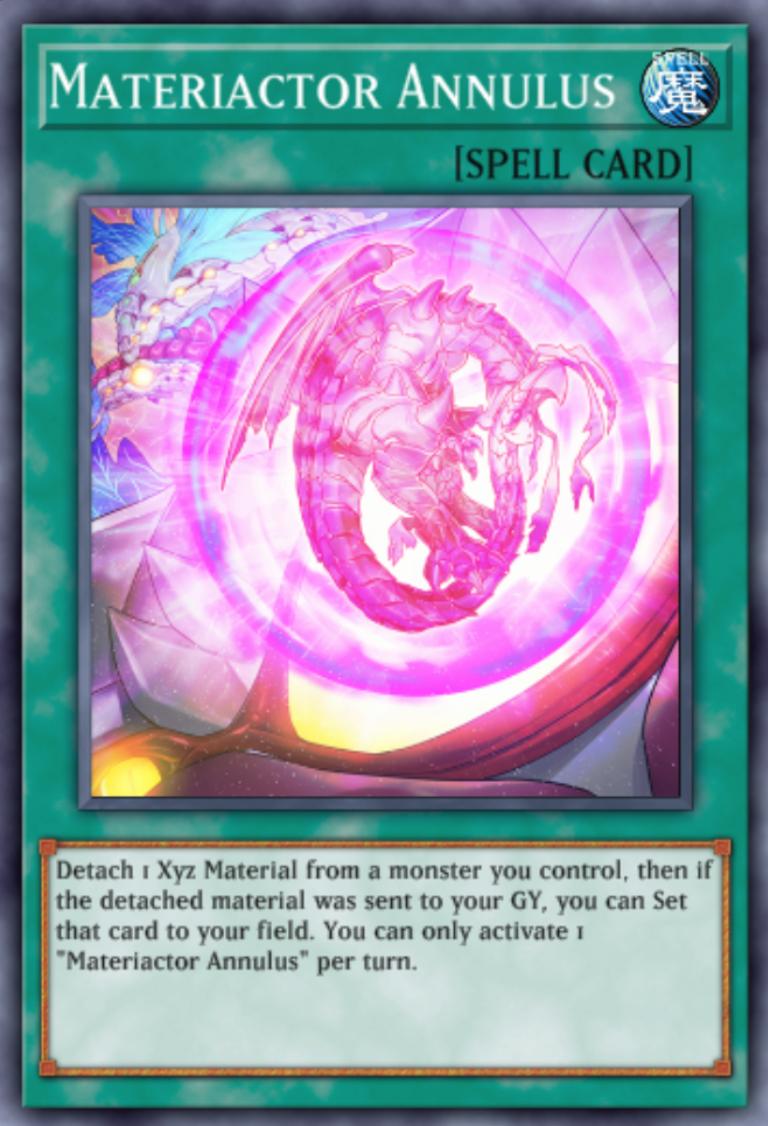 MATERIACTOR ANNULUS
SPELL
魔
[SPELL CARD]
Detach 1 Xyz Material from a monster you control, then if
the detached material was sent to your GY, you can Set
that card to your field. You can only activate 1
"Materiactor Annulus" per turn.